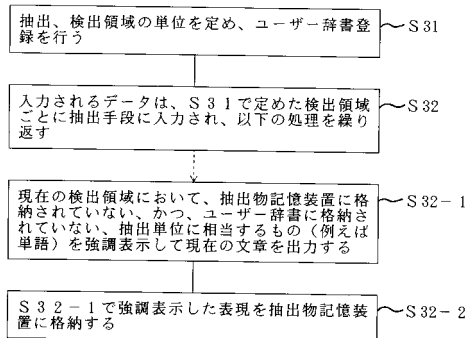 抽出、検出領域の単位を定め、ユーザー辞書登
録を行う
S31
入力されるデータは、S31で定めた検出領域
ごとに抽出手段に入力され、以下の処理を繰り
返す
S32
現在の検出領域において、抽出物記憶装置に格
納されていない、かつ、ユーザー辞書に格納さ
れていない、抽出単位に相当するもの（例えば
単語）を強調表示して現在の文章を出力する
S32-1
S32-1で強調表示した表現を抽出物記憶装
置に格納する
S32-2